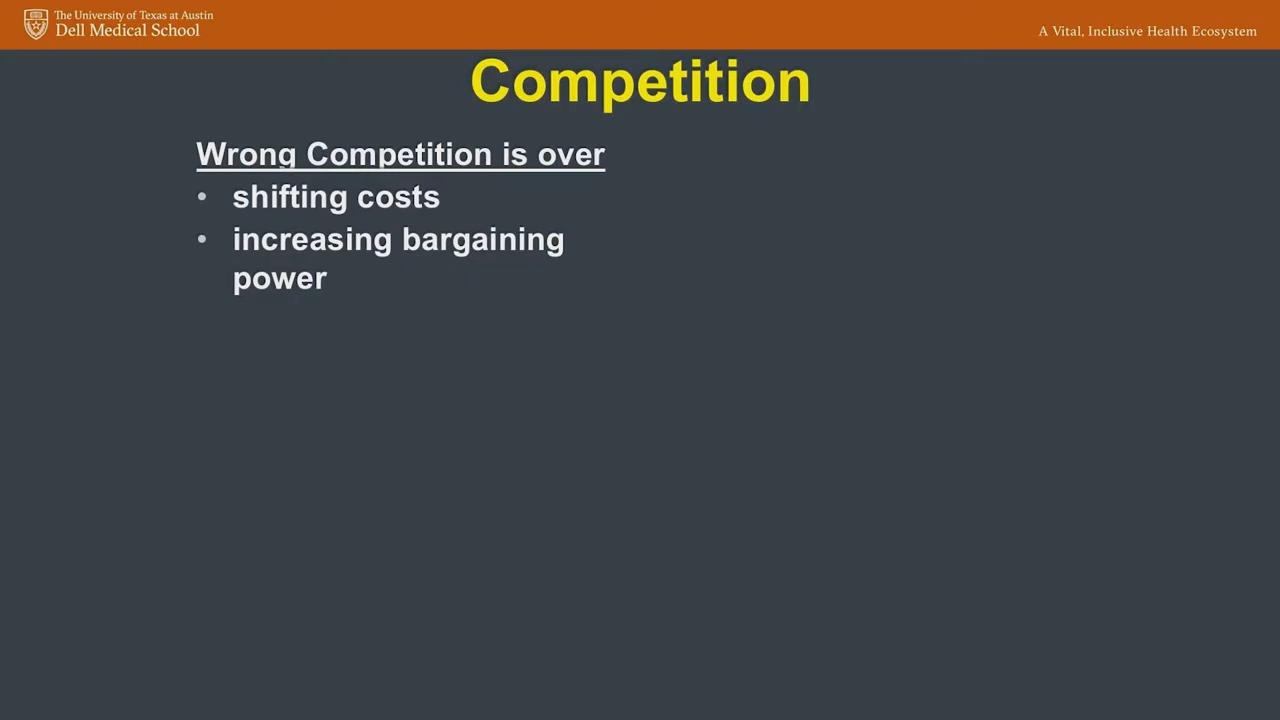 The University of Texas at Austin
Dell Medical School
A Vital, Inclusive Health Ecosystem
Competition
Wrong Competition is over
• shifting costs
• increasing bargaining
power